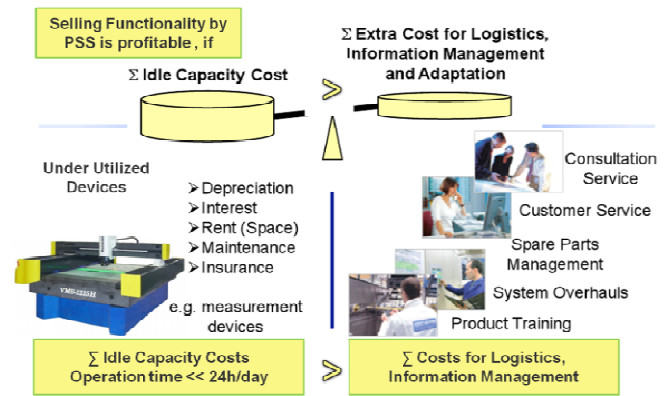 Selling Functionality by
PSS is profitable , if
Σ Extra Cost for Logistics,
Information Management
and Adaptation
Σ Idle Capacity Cost
>
Under Utilized
Devices
➢Depreciation
➢Interest
➢Rent (Space)
➢Maintenance
➢Insurance
e.g. measurement
devices
Consultation
Service
Customer Service
Spare Parts
Management
System Overhauls
Product Training
∑ Idle Capacity Costs
Operation time << 24h/day
>
∑ Costs for Logistics,
Information Management